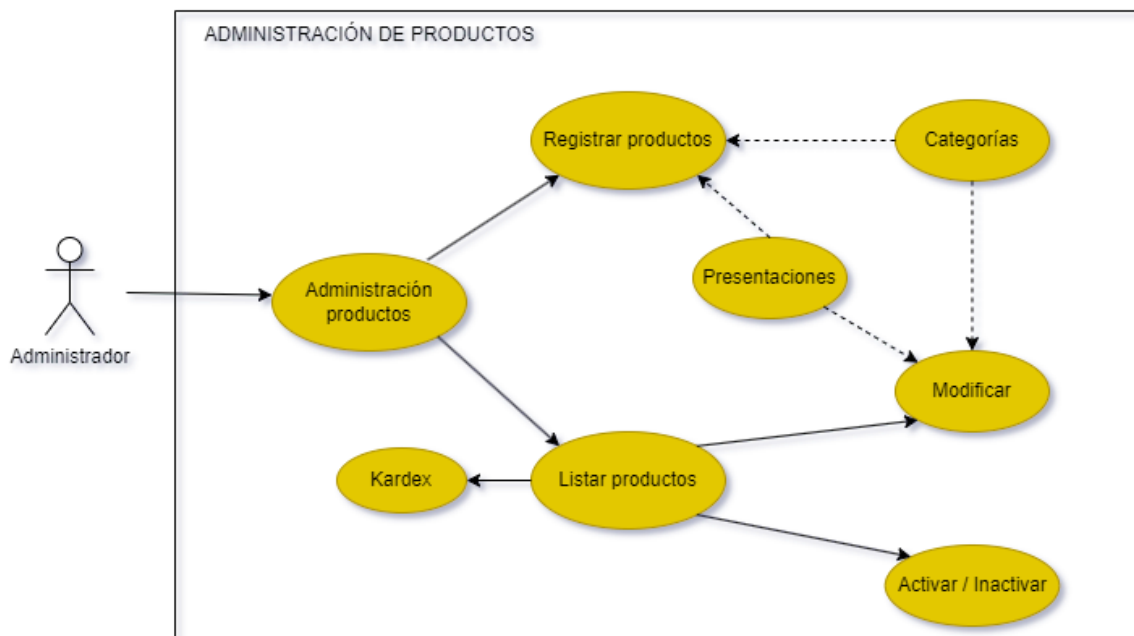 ADMINISTRACIÓN DE PRODUCTOS
Registrar productos
Categorías
Presentaciones
Administración
productos
Administrador
Modificar
Kardex
Listar productos
Activar / Inactivar